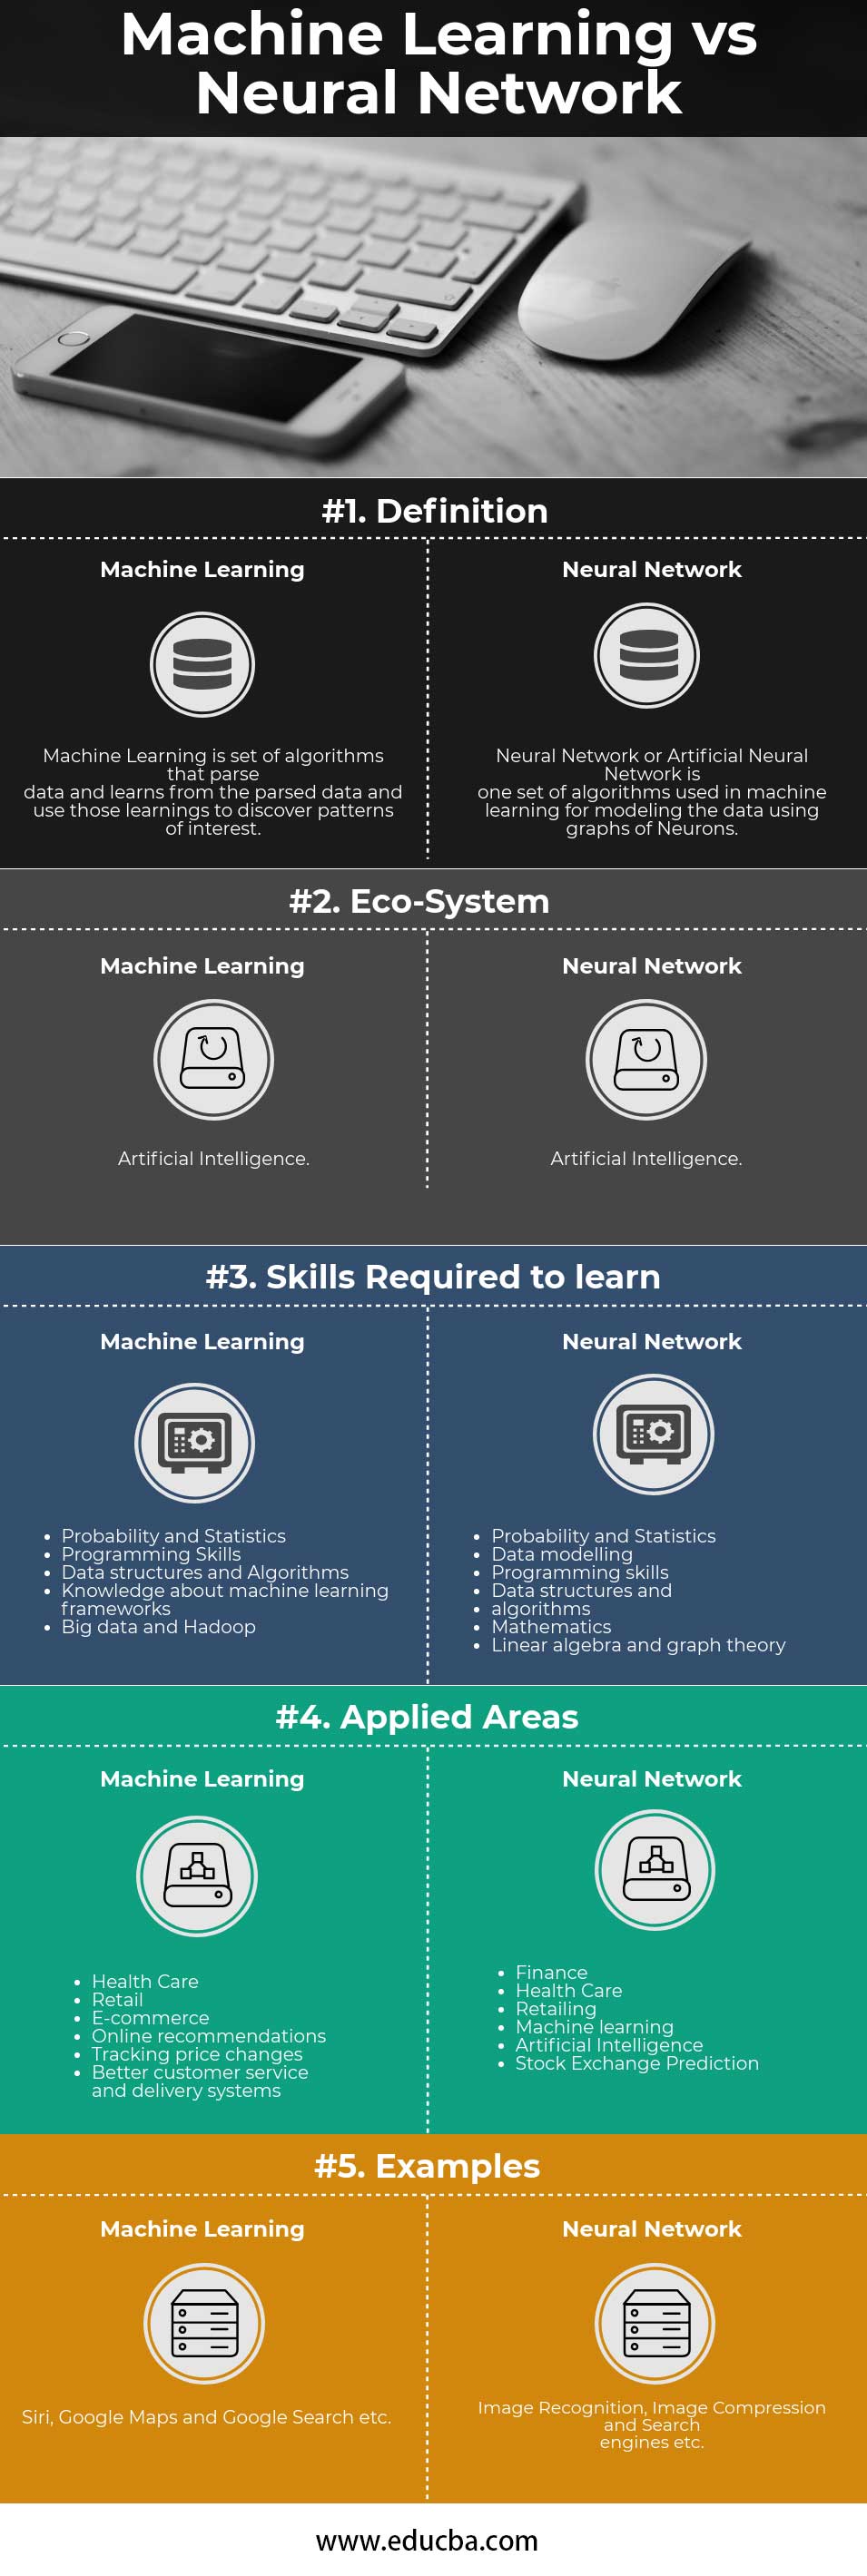 Machine Learning vs
Neural Network
#1. Definition
Machine Learning
Machine Learning is set of algorithms
that parse
data and learns from the parsed data and
use those learnings to discover patterns
of interest.
Neural Network
Neural Network or Artificial Neural
Network is
one set of algorithms used in machine
learning for modeling the data using
graphs of Neurons.
#2. Eco-System
Machine Learning
Artificial Intelligence.
Neural Network
Artificial Intelligence.
#3. Skills Required to learn
Machine Learning
• Probability and Statistics
• Programming Skills
• Data structures and Algorithms
• Knowledge about machine learning
frameworks
• Big data and Hadoop
Neural Network
• Probability and Statistics
• Data modelling
• Programming skills
• Data structures and
• algorithms
• Mathematics
• Linear algebra and graph theory
#4. Applied Areas
Machine Learning
• Health Care
• Retail
• E-commerce
• Online recommendations
• Tracking price changes
• Better customer service
and delivery systems
Neural Network
• Finance
• Health Care
• Retailing
• Machine learning
• Artificial Intelligence
• Stock Exchange Prediction
#5. Examples
Machine Learning
Siri, Google Maps and Google Search etc.
Neural Network
Image Recognition, Image Compression
and Search
engines etc.
www.educba.com